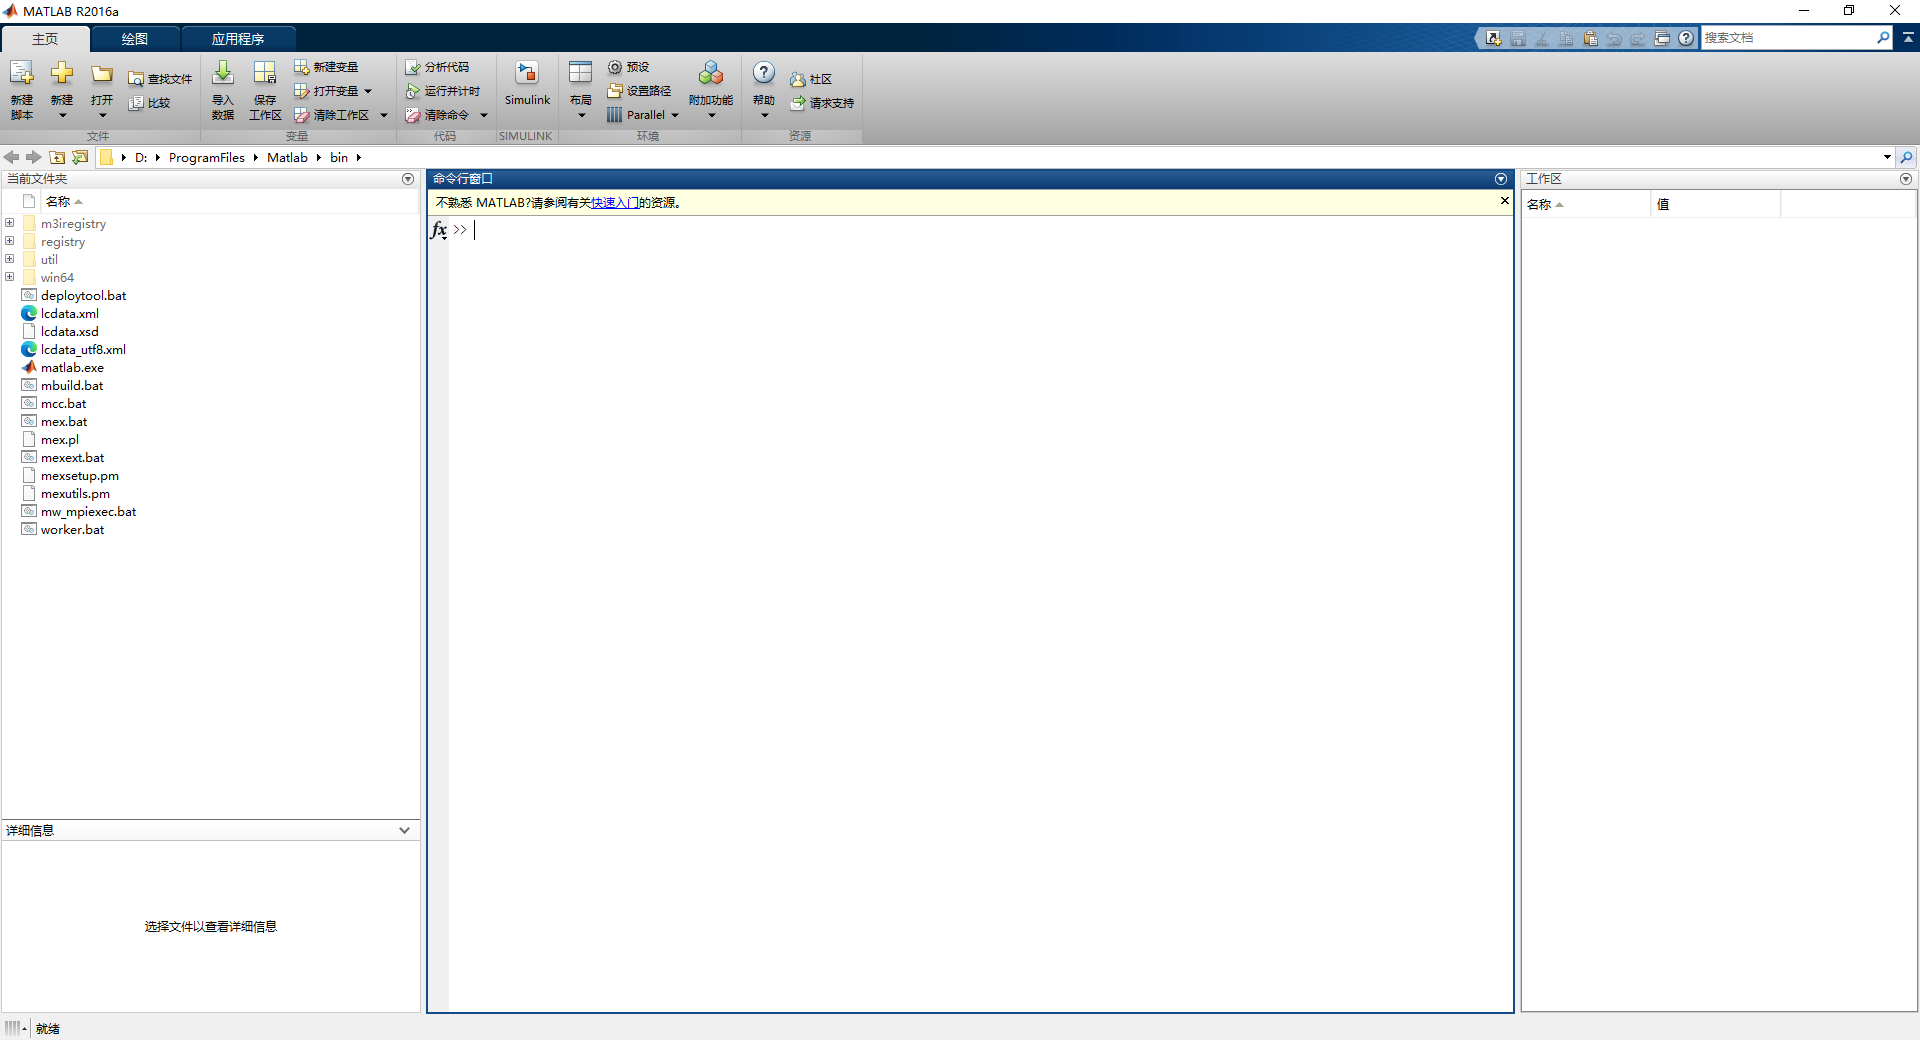 MATLAB R2016a
主页 绘图 应用程序 搜索文档
新建脚本 新建 打开 查找文件 比较 导入数据 保存工作区 新建变量 打开变量 清除工作区 分析代码 运行并计时 清除命令 Simulink 布局 预设 设置路径 Parallel 附加功能 帮助 社区 请求支持
文件 变量 代码 SIMULINK 环境 资源
D: ProgramFiles Matlab bin
当前文件夹
名称
m3iregistry
registry
util
win64
deploytool.bat
lcdata.xml
lcdata.xsd
lcdata_utf8.xml
matlab.exe
mbuild.bat
mcc.bat
mex.bat
mex.pl
mexext.bat
mexsetup.pm
mexutils.pm
mw_mpiexec.bat
worker.bat
详细信息
选择文件以查看详细信息
命令行窗口
不熟悉 MATLAB?请参阅有关快速入门的资源。
fx >>
工作区
名称 值
就绪